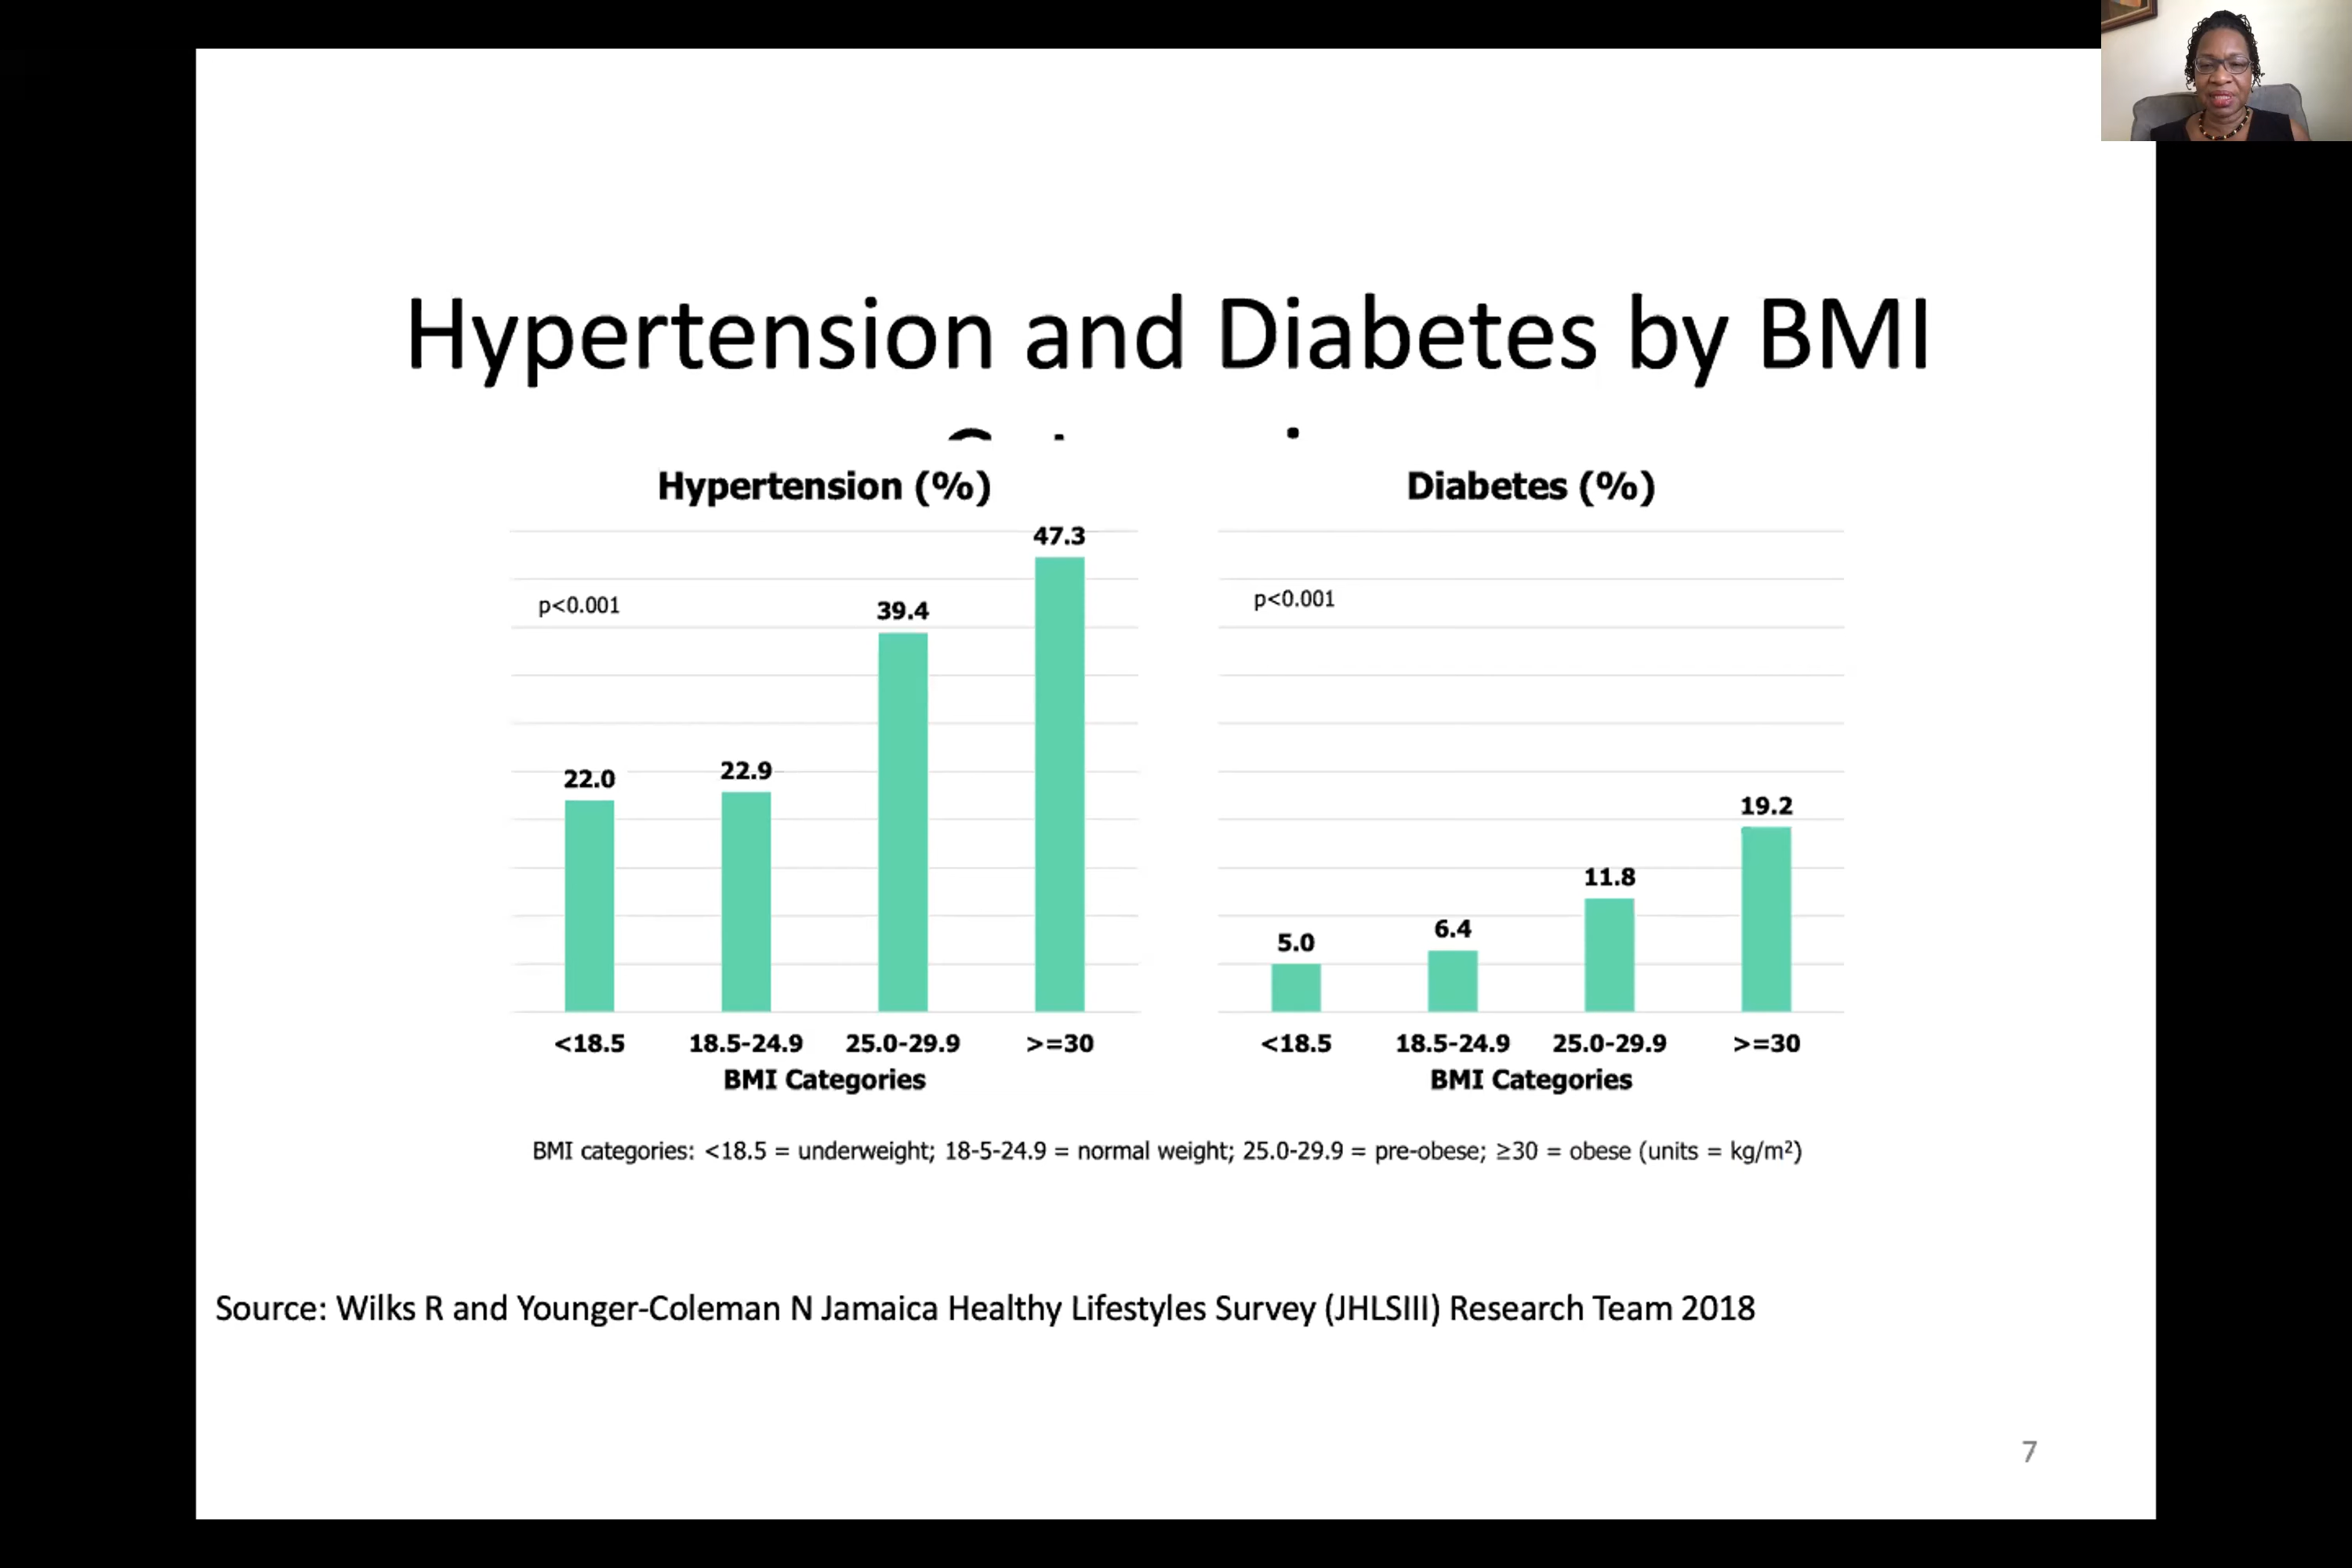 Hypertension and Diabetes by BMI
Hypertension (%)
47.3
p<0.001
39.4
22.0
22.9
<18.5 18.5-24.9 25.0-29.9 >=30
BMI Categories
Diabetes (%)
p<0.001
19.2
11.8
6.4
5.0
<18.5 18.5-24.9 25.0-29.9 >=30
BMI Categories
BMI categories: <18.5 = underweight; 18-5-24.9 = normal weight; 25.0-29.9 = pre-obese; ≥30 = obese (units = kg/m²)
Source: Wilks R and Younger-Coleman N Jamaica Healthy Lifestyles Survey (JHLSIII) Research Team 2018
7